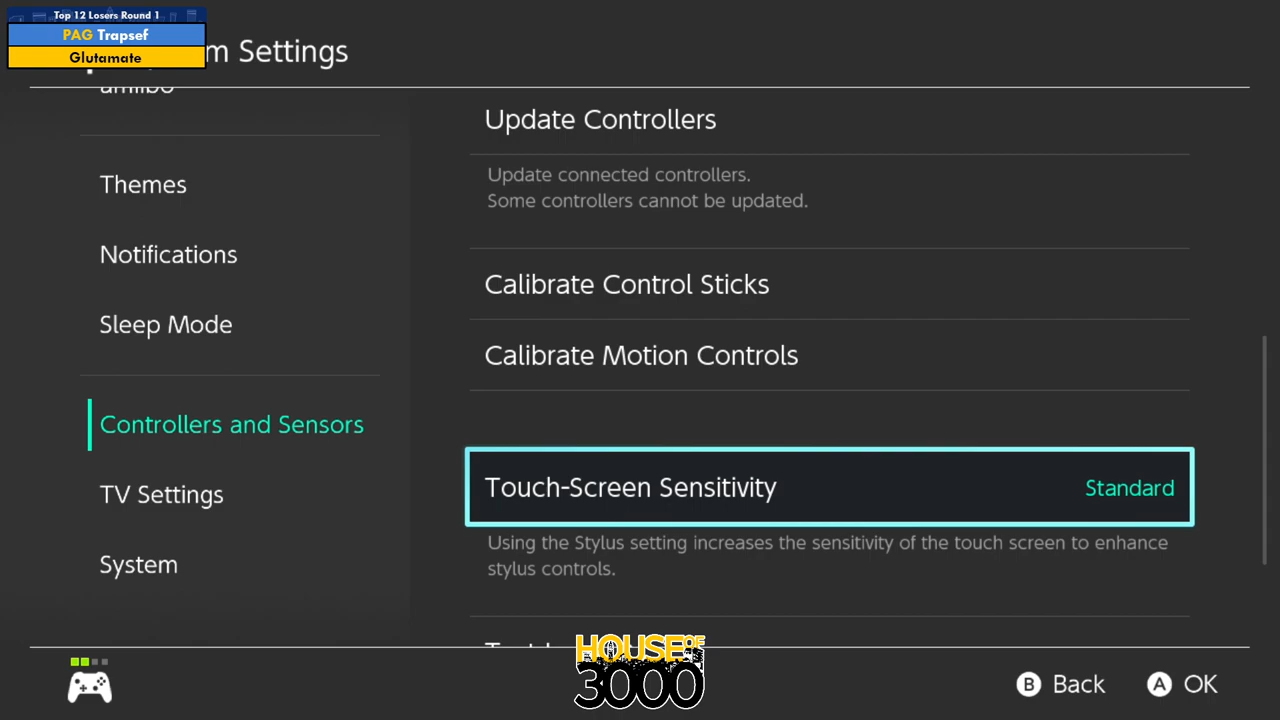 Top 12 Losers Round 1
PAG Trapsef
Glutamate
m Settings
amiibo
Themes
Notifications
Sleep Mode
Controllers and Sensors
TV Settings
System
Update Controllers
Update connected controllers.
Some controllers cannot be updated.
Calibrate Control Sticks
Calibrate Motion Controls
Touch-Screen Sensitivity Standard
Using the Stylus setting increases the sensitivity of the touch screen to enhance
stylus controls.
HOUSE OF
3000
B Back A OK